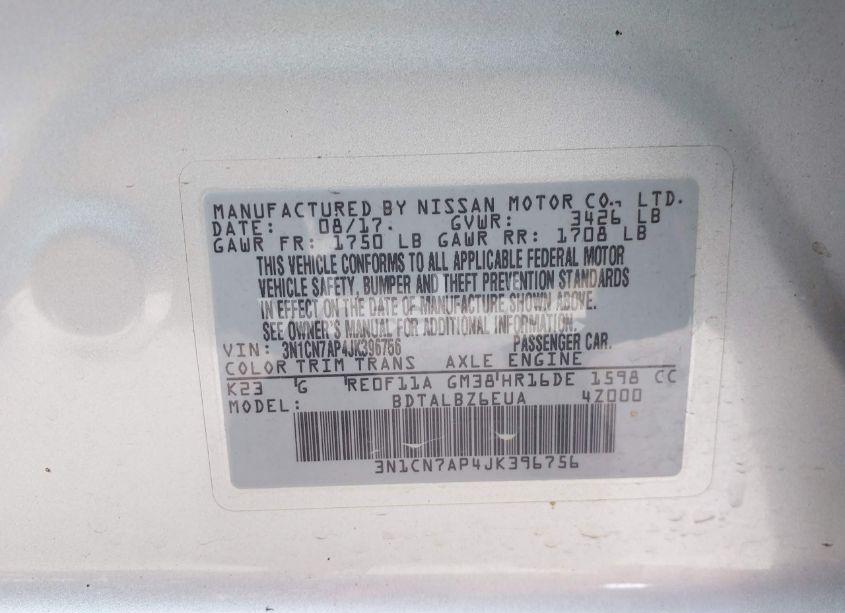 MANUFACTURED BY NISSAN MOTOR CO., LTD.
DATE: 08/17. GVWR: 3426 LB
GAWR FR: 1750 LB GAWR RR: 1708 LB
THIS VEHICLE CONFORMS TO ALL APPLICABLE FEDERAL MOTOR
VEHICLE SAFETY, BUMPER AND THEFT PREVENTION STANDARDS
IN EFFECT ON THE DATE OF MANUFACTURE SHOWN ABOVE.
SEE OWNER'S MANUAL FOR ADDITIONAL INFORMATION.
VIN: 3N1CN7AP4JK396756 PASSENGER CAR.
COLOR TRIM TRANS AXLE ENGINE
K23 G RE0F11A GM38 HR16DE 1598 CC
MODEL: BDTALBZ6EUA 4Z000
3N1CN7AP4JK396756